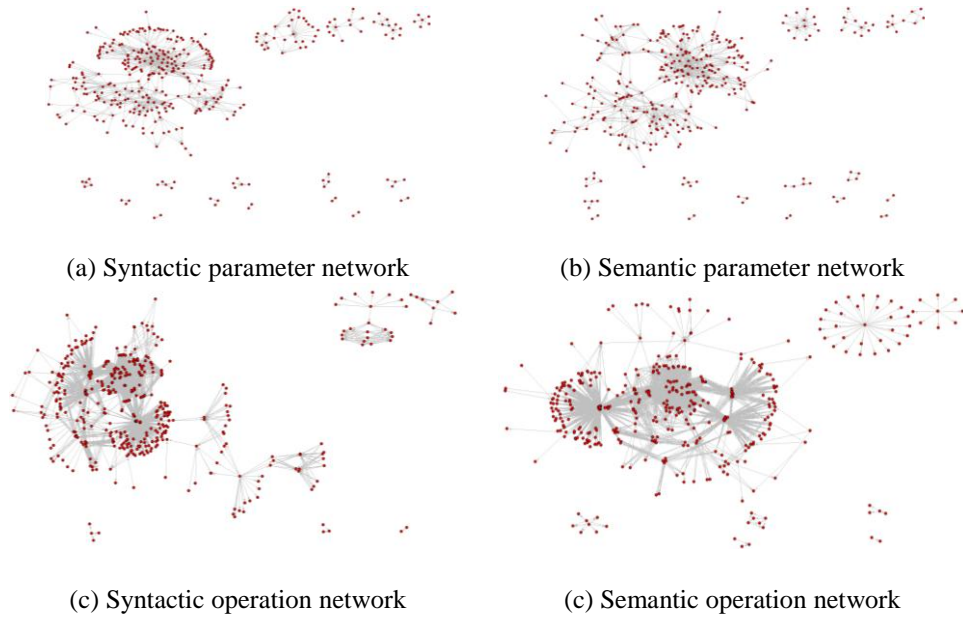 (a) Syntactic parameter network
(b) Semantic parameter network
(c) Syntactic operation network
(c) Semantic operation network